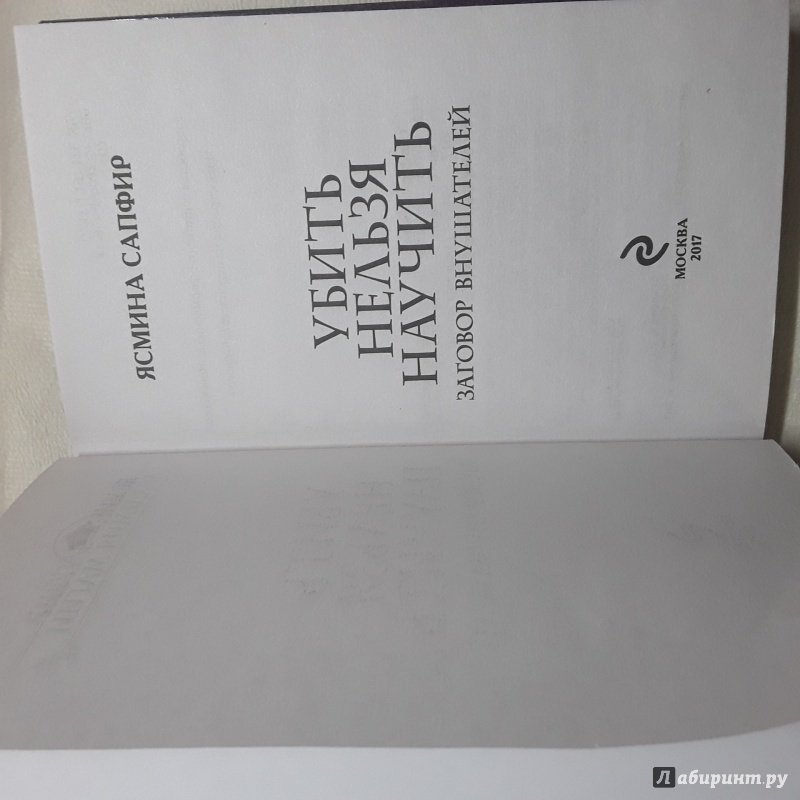 ЯСМИНА САПФИР
УБИТЬ
НЕЛЬЗЯ
НАУЧИТЬ
ЗАГОВОР ВНУШАТЕЛЕЙ
МОСКВА
2017
Лабиринт.ру